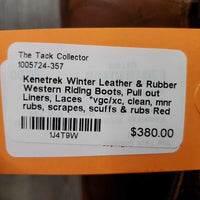 The Tack Collector
1005724-357
Kenetrek Winter Leather & Rubber
Western Riding Boots, Pull out
Liners, Laces *vgc/xc, clean, mnr
rubs, scrapes, scuffs & rubs Red
$380.00
1J4T9W